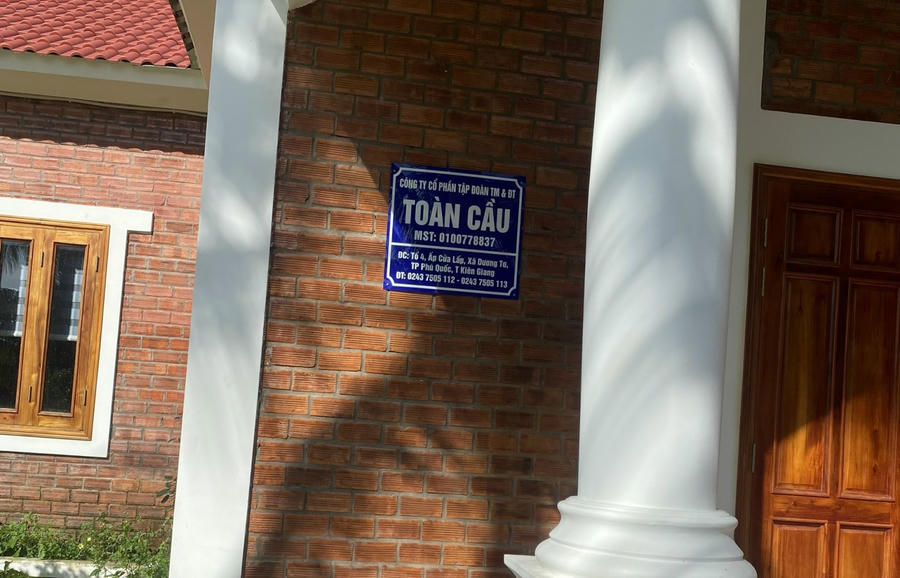 CÔNG TY CỔ PHẦN TẬP ĐOÀN TM & ĐT
TOÀN CẦU
MST: 0100778837
ĐC: Tổ 4, Ấp Cửa Lấp, Xã Dương Tơ,
TP Phú Quốc, T Kiên Giang
ĐT: 0243 7505 112 - 0243 7505 113